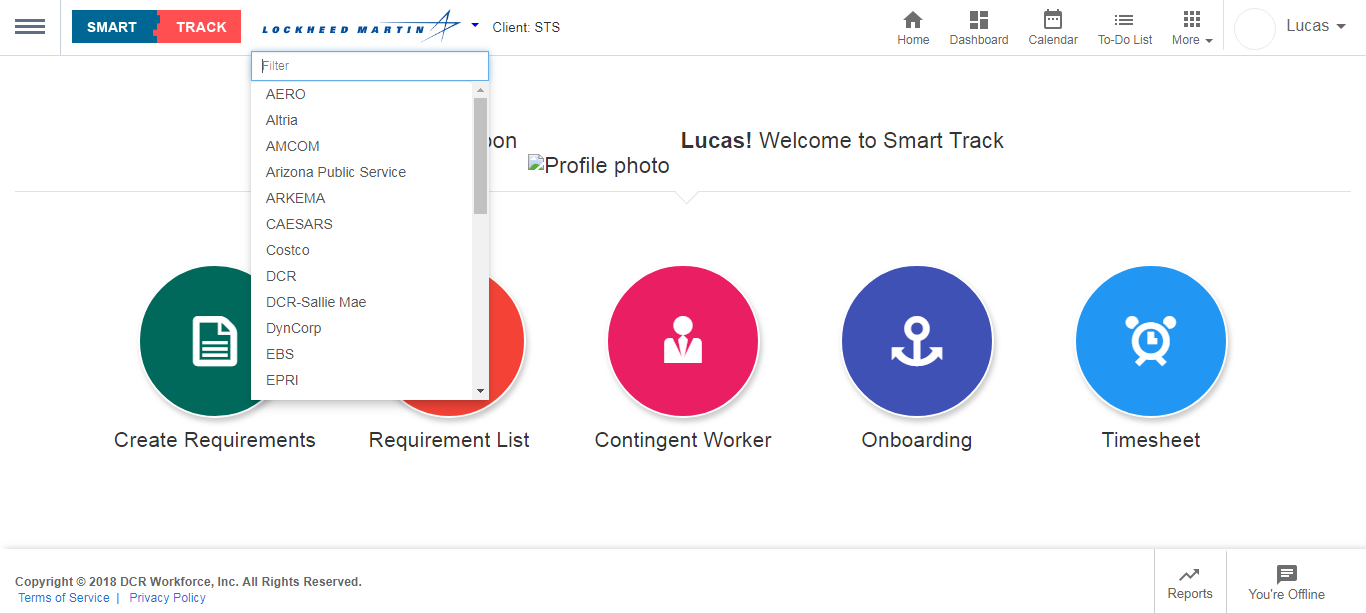 SMART TRACK
LOCKHEED MARTIN
Client: STS
Home
Dashboard
Calendar
To-Do List
More
Lucas
Filter
AERO
Altria
AMCOM
Arizona Public Service
ARKEMA
CAESARS
Costco
DCR
DCR-Sallie Mae
DynCorp
EBS
EPRI
Lucas! Welcome to Smart Track
Profile photo
Create Requirements
Requirement List
Contingent Worker
Onboarding
Timesheet
Copyright © 2018 DCR Workforce, Inc. All Rights Reserved.
Terms of Service | Privacy Policy
Reports
You're Offline